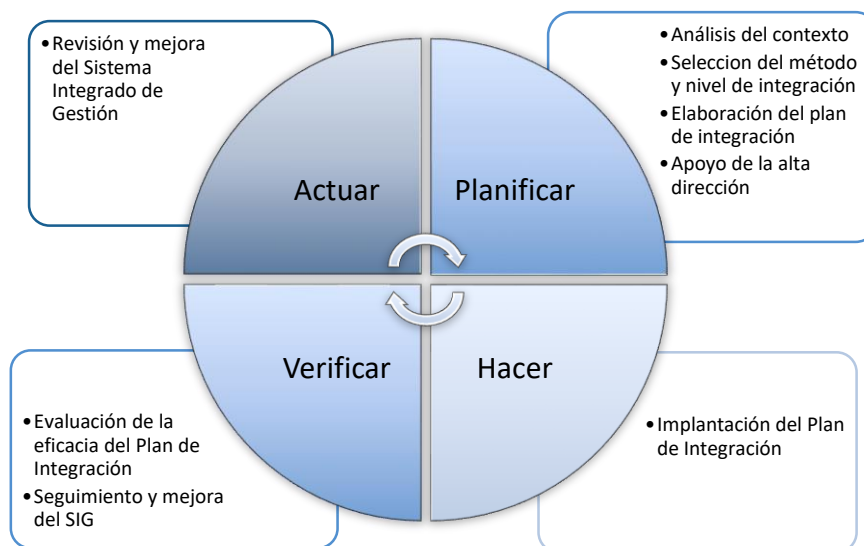 •Revisión y mejora
del Sistema
Integrado de
Gestión
•Análisis del contexto
•Seleccion del método
y nivel de integración
•Elaboración del plan
de integración
•Apoyo de la alta
dirección
Actuar
Planificar
Verificar
Hacer
•Evaluación de la
eficacia del Plan de
Integración
•Seguimiento y mejora
del SIG
•Implantación del Plan
de Integración